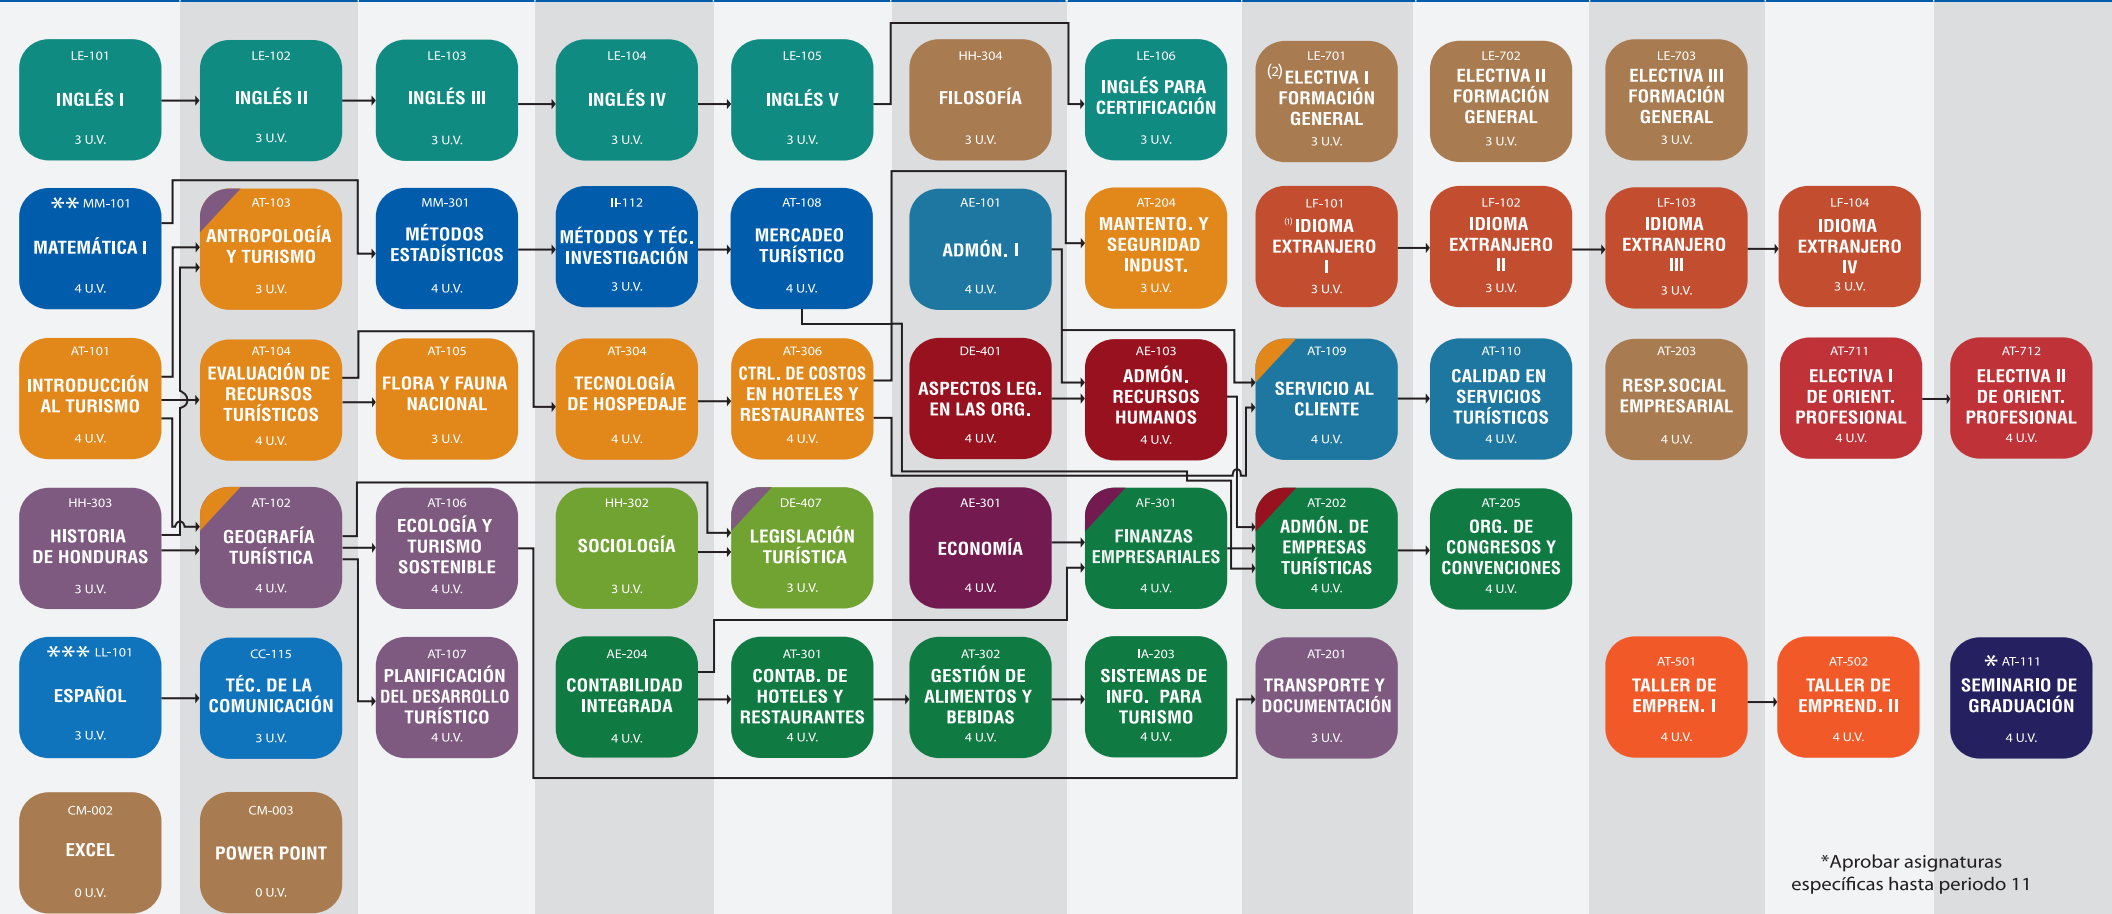 LE-101
INGLÉS I
3 U.V.
LE-102
INGLÉS II
3 U.V.
LE-103
INGLÉS III
3 U.V.
LE-104
INGLÉS IV
3 U.V.
LE-105
INGLÉS V
3 U.V.
HH-304
FILOSOFÍA
3 U.V.
LE-106
INGLÉS PARA
CERTIFICACIÓN
3 U.V.
LE-701
(2) ELECTIVA I
FORMACIÓN
GENERAL
3 U.V.
LE-702
ELECTIVA II
FORMACIÓN
GENERAL
3 U.V.
LE-703
ELECTIVA III
FORMACIÓN
GENERAL
3 U.V.
** MM-101
MATEMÁTICA I
4 U.V.
AT-103
ANTROPOLOGÍA
Y TURISMO
3 U.V.
MM-301
MÉTODOS
ESTADÍSTICOS
4 U.V.
II-112
MÉTODOS Y TÉC.
INVESTIGACIÓN
3 U.V.
AT-108
MERCADEO
TURÍSTICO
4 U.V.
AE-101
ADMÓN. I
4 U.V.
AT-204
MANTENTO. Y
SEGURIDAD
INDUST.
3 U.V.
LF-101
(1) IDIOMA
EXTRANJERO
I
3 U.V.
LF-102
IDIOMA
EXTRANJERO
II
3 U.V.
LF-103
IDIOMA
EXTRANJERO
III
3 U.V.
LF-104
IDIOMA
EXTRANJERO
IV
3 U.V.
AT-101
INTRODUCCIÓN
AL TURISMO
4 U.V.
AT-104
EVALUACIÓN DE
RECURSOS
TURÍSTICOS
4 U.V.
AT-105
FLORA Y FAUNA
NACIONAL
3 U.V.
AT-304
TECNOLOGÍA
DE HOSPEDAJE
4 U.V.
AT-306
CTRL. DE COSTOS
EN HOTELES Y
RESTAURANTES
4 U.V.
DE-401
ASPECTOS LEG.
EN LAS ORG.
4 U.V.
AE-103
ADMÓN.
RECURSOS
HUMANOS
4 U.V.
AT-109
SERVICIO AL
CLIENTE
4 U.V.
AT-110
CALIDAD EN
SERVICIOS
TURÍSTICOS
4 U.V.
AT-203
RESP.SOCIAL
EMPRESARIAL
4 U.V.
AT-711
ELECTIVA I
DE ORIENT.
PROFESIONAL
4 U.V.
AT-712
ELECTIVA II
DE ORIENT.
PROFESIONAL
4 U.V.
HH-303
HISTORIA
DE HONDURAS
3 U.V.
AT-102
GEOGRAFÍA
TURÍSTICA
4 U.V.
AT-106
ECOLOGÍA Y
TURISMO
SOSTENIBLE
4 U.V.
HH-302
SOCIOLOGÍA
3 U.V.
DE-407
LEGISLACIÓN
TURÍSTICA
3 U.V.
AE-301
ECONOMÍA
4 U.V.
AF-301
FINANZAS
EMPRESARIALES
4 U.V.
AT-202
ADMÓN. DE
EMPRESAS
TURÍSTICAS
4 U.V.
AT-205
ORG. DE
CONGRESOS Y
CONVENCIONES
4 U.V.
*** LL-101
ESPAÑOL
3 U.V.
CC-115
TÉC. DE LA
COMUNICACIÓN
3 U.V.
AT-107
PLANIFICACIÓN
DEL DESARROLLO
TURÍSTICO
4 U.V.
AE-204
CONTABILIDAD
INTEGRADA
4 U.V.
AT-301
CONTAB. DE
HOTELES Y
RESTAURANTES
4 U.V.
AT-302
GESTIÓN DE
ALIMENTOS Y
BEBIDAS
4 U.V.
IA-203
SISTEMAS DE
INFO. PARA
TURISMO
4 U.V.
AT-201
TRANSPORTE Y
DOCUMENTACIÓN
3 U.V.
AT-501
TALLER DE
EMPREN. I
4 U.V.
AT-502
TALLER DE
EMPREND. II
4 U.V.
* AT-111
SEMINARIO DE
GRADUACIÓN
4 U.V.
CM-002
EXCEL
0 U.V.
CM-003
POWER POINT
0 U.V.
*Aprobar asignaturas
específicas hasta periodo 11